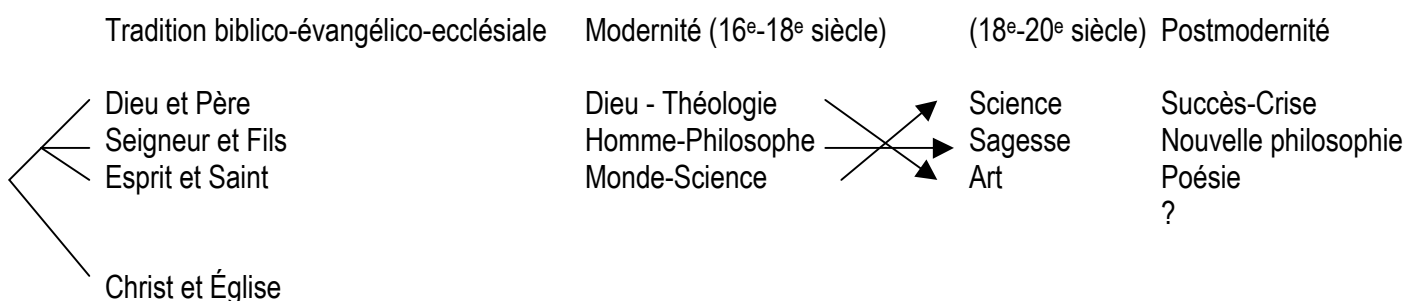 Tradition biblico-évangélico-ecclésiale Modernité (16e-18e siècle) (18e-20e siècle) Postmodernité
Dieu et Père Dieu - Théologie Science Succès-Crise
Seigneur et Fils Homme-Philosophe Sagesse Nouvelle philosophie
Esprit et Saint Monde-Science Art Poésie
?
Christ et Église